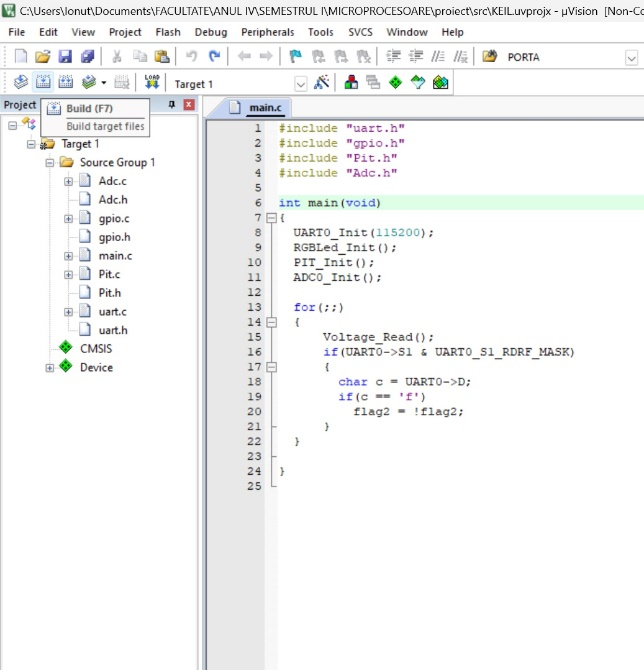 C:\Users\Ionut\Documents\FACULTATE\ANUL IV\SEMESTRUL I\MICROPROCESOARE\proiect\src\KEIL.uvprojx - µVision [Non-Co
File Edit View Project Flash Debug Peripherals Tools SVCS Window Help
PORTA
LOAD Target 1
Project
Build (F7)
Build target files
Target 1
Source Group 1
Adc.c
Adc.h
gpio.c
gpio.h
main.c
Pit.c
Pit.h
uart.c
uart.h
CMSIS
Device
main.c
1 #include "uart.h"
2 #include "gpio.h"
3 #include "Pit.h"
4 #include "Adc.h"
5
6 int main(void)
7 {
8 UART0_Init(115200);
9 RGBLed_Init();
10 PIT_Init();
11 ADC0_Init();
12
13 for(;;)
14 {
15 Voltage_Read();
16 if(UART0->S1 & UART0_S1_RDRF_MASK)
17 {
18 char c = UART0->D;
19 if(c == 'f')
20 flag2 = !flag2;
21 }
22 }
23
24 }
25